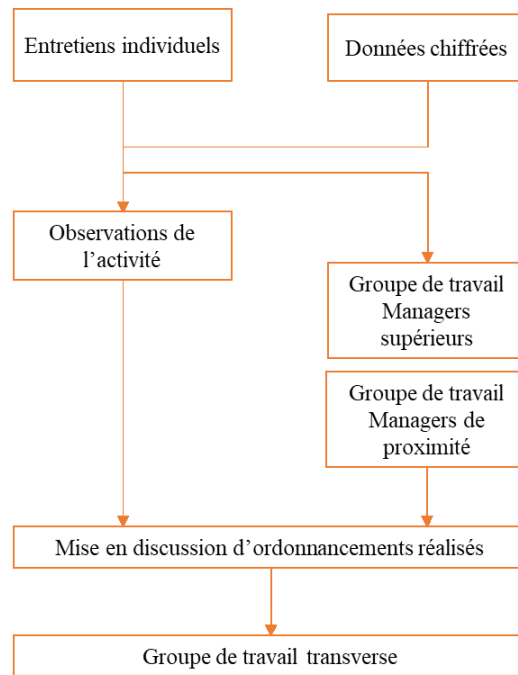 Entretiens individuels
Données chiffrées
Observations de
l’activité
Groupe de travail
Managers
supérieurs
Groupe de travail
Managers de
proximité
Mise en discussion d’ordonnancements réalisés
Groupe de travail transverse